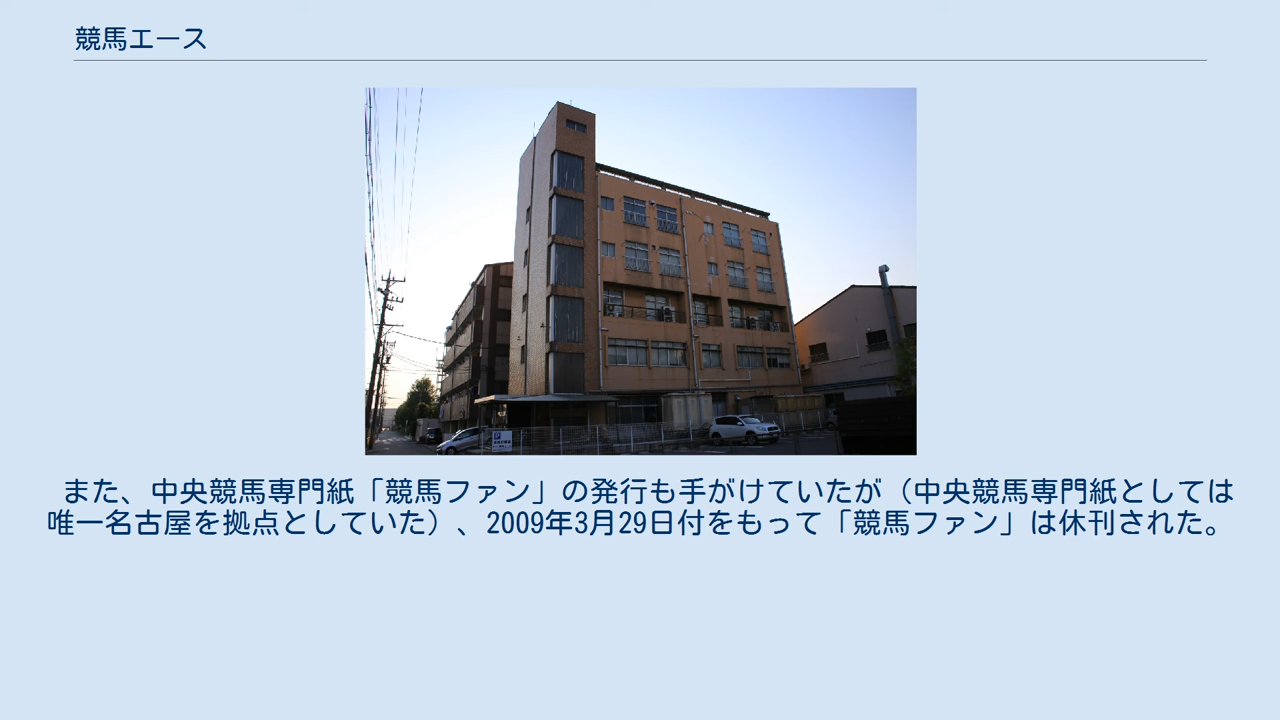 競馬エース
また、中央競馬専門紙「競馬ファン」の発行も手がけていたが（中央競馬専門紙としては
唯一名古屋を拠点としていた）、2009年3月29日付をもって「競馬ファン」は休刊された。